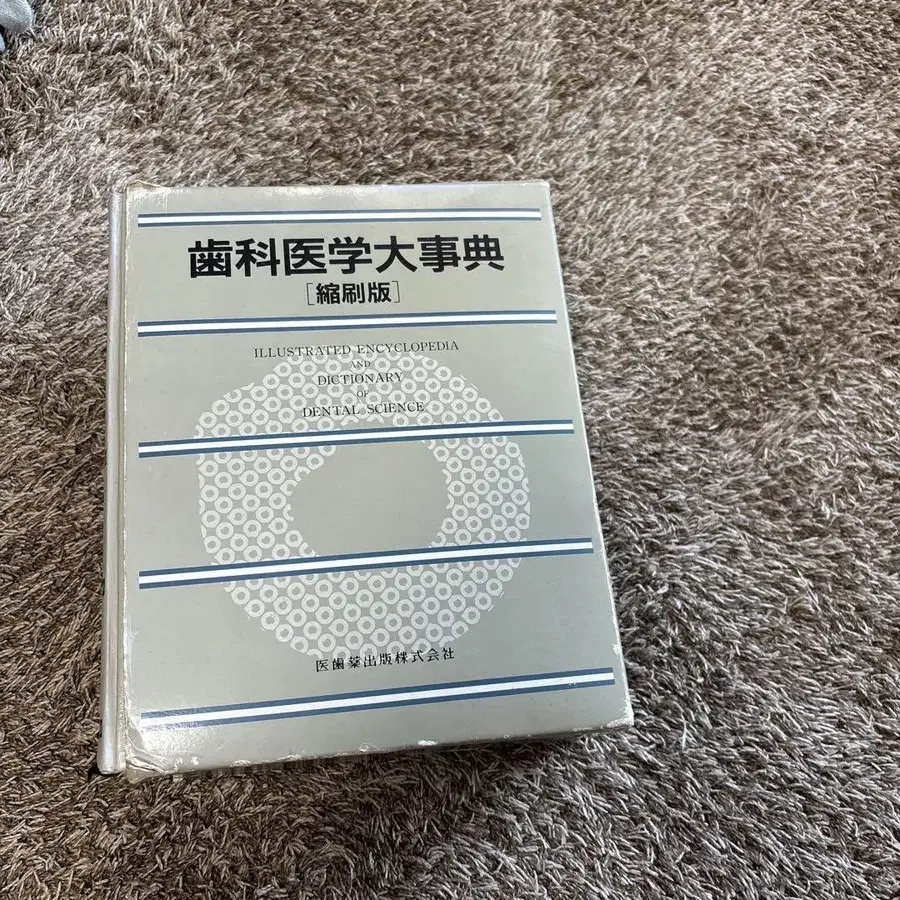 歯科医学大事典
[縮刷版]
ILLUSTRATED ENCYCLOPEDIA
AND
DICTIONARY
OF
DENTAL SCIENCE
医歯薬出版株式会社